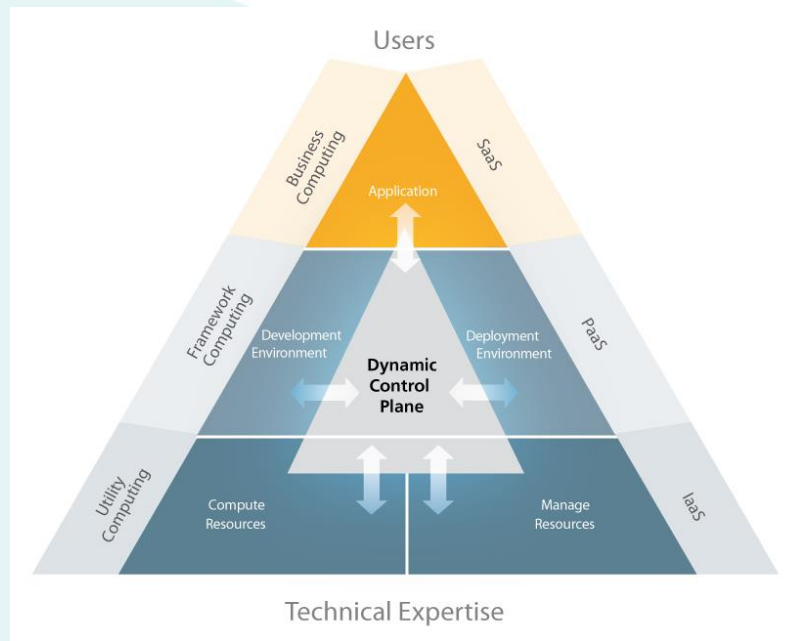 Users
Business
Computing
SaaS
Application
Framework
Computing
PaaS
Development
Environment
Deployment
Environment
Dynamic
Control
Plane
Utility
Computing
IaaS
Compute
Resources
Manage
Resources
Technical Expertise